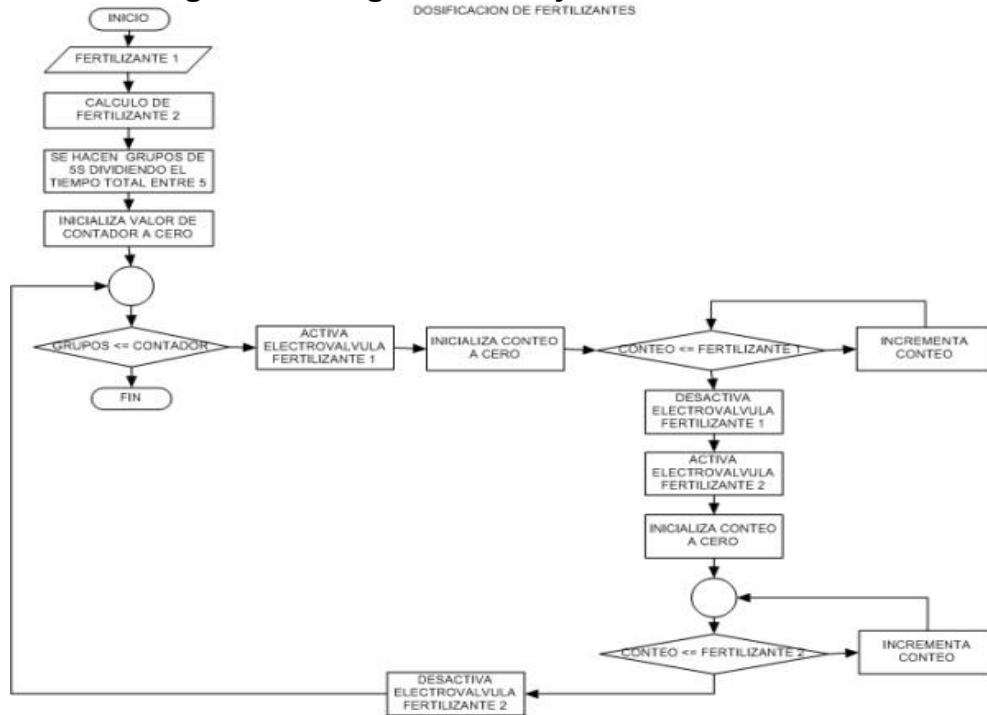 DOSIFICACION DE FERTILIZANTES
INICIO
FERTILIZANTE 1
CALCULO DE
FERTILIZANTE 2
SE HACEN GRUPOS DE
5S DIVIDIENDO EL
TIEMPO TOTAL ENTRE 5
INICIALIZA VALOR DE
CONTADOR A CERO
GRUPOS <= CONTADOR
FIN
ACTIVA
ELECTROVALVULA
FERTILIZANTE 1
INICIALIZA CONTEO
A CERO
CONTEO <= FERTILIZANTE 1
INCREMENTA
CONTEO
DESACTIVA
ELECTROVALVULA
FERTILIZANTE 1
ACTIVA
ELECTROVALVULA
FERTILIZANTE 2
INICIALIZA CONTEO
A CERO
CONTEO <= FERTILIZANTE 2
INCREMENTA
CONTEO
DESACTIVA
ELECTROVALVULA
FERTILIZANTE 2